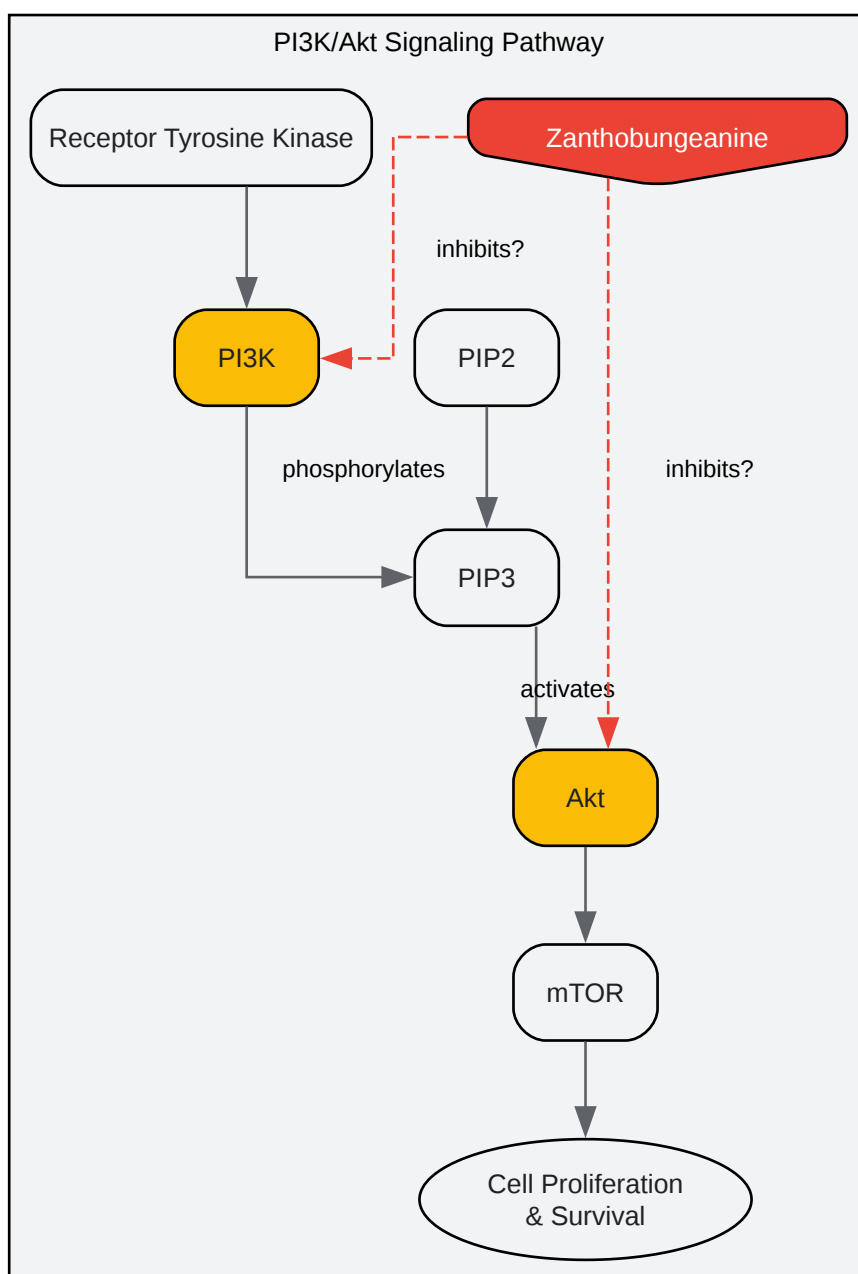 PI3K/Akt Signaling Pathway
Receptor Tyrosine Kinase
Zanthobungeanine
inhibits?
PI3K
PIP2
phosphorylates
inhibits?
PIP3
activates
Akt
mTOR
Cell Proliferation
& Survival